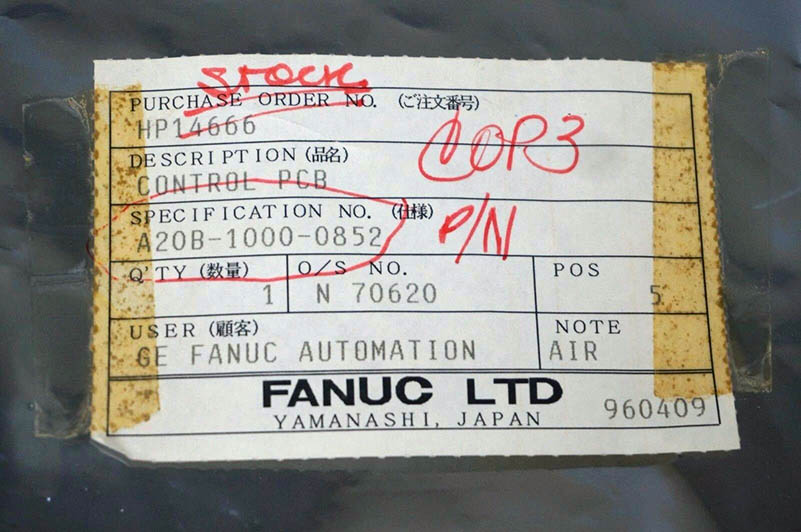 STOCK
PURCHASE ORDER NO. (ご注文番号)
HP14666
COP3
DESCRIPTION (品名)
CONTROL PCB
SPECIFICATION NO. (仕様)
A20B-1000-0852
P/N
Q'TY (数量) O/S NO. POS
1 N 70620 5
USER (顧客) NOTE
GE FANUC AUTOMATION AIR
FANUC LTD
YAMANASHI, JAPAN
960409